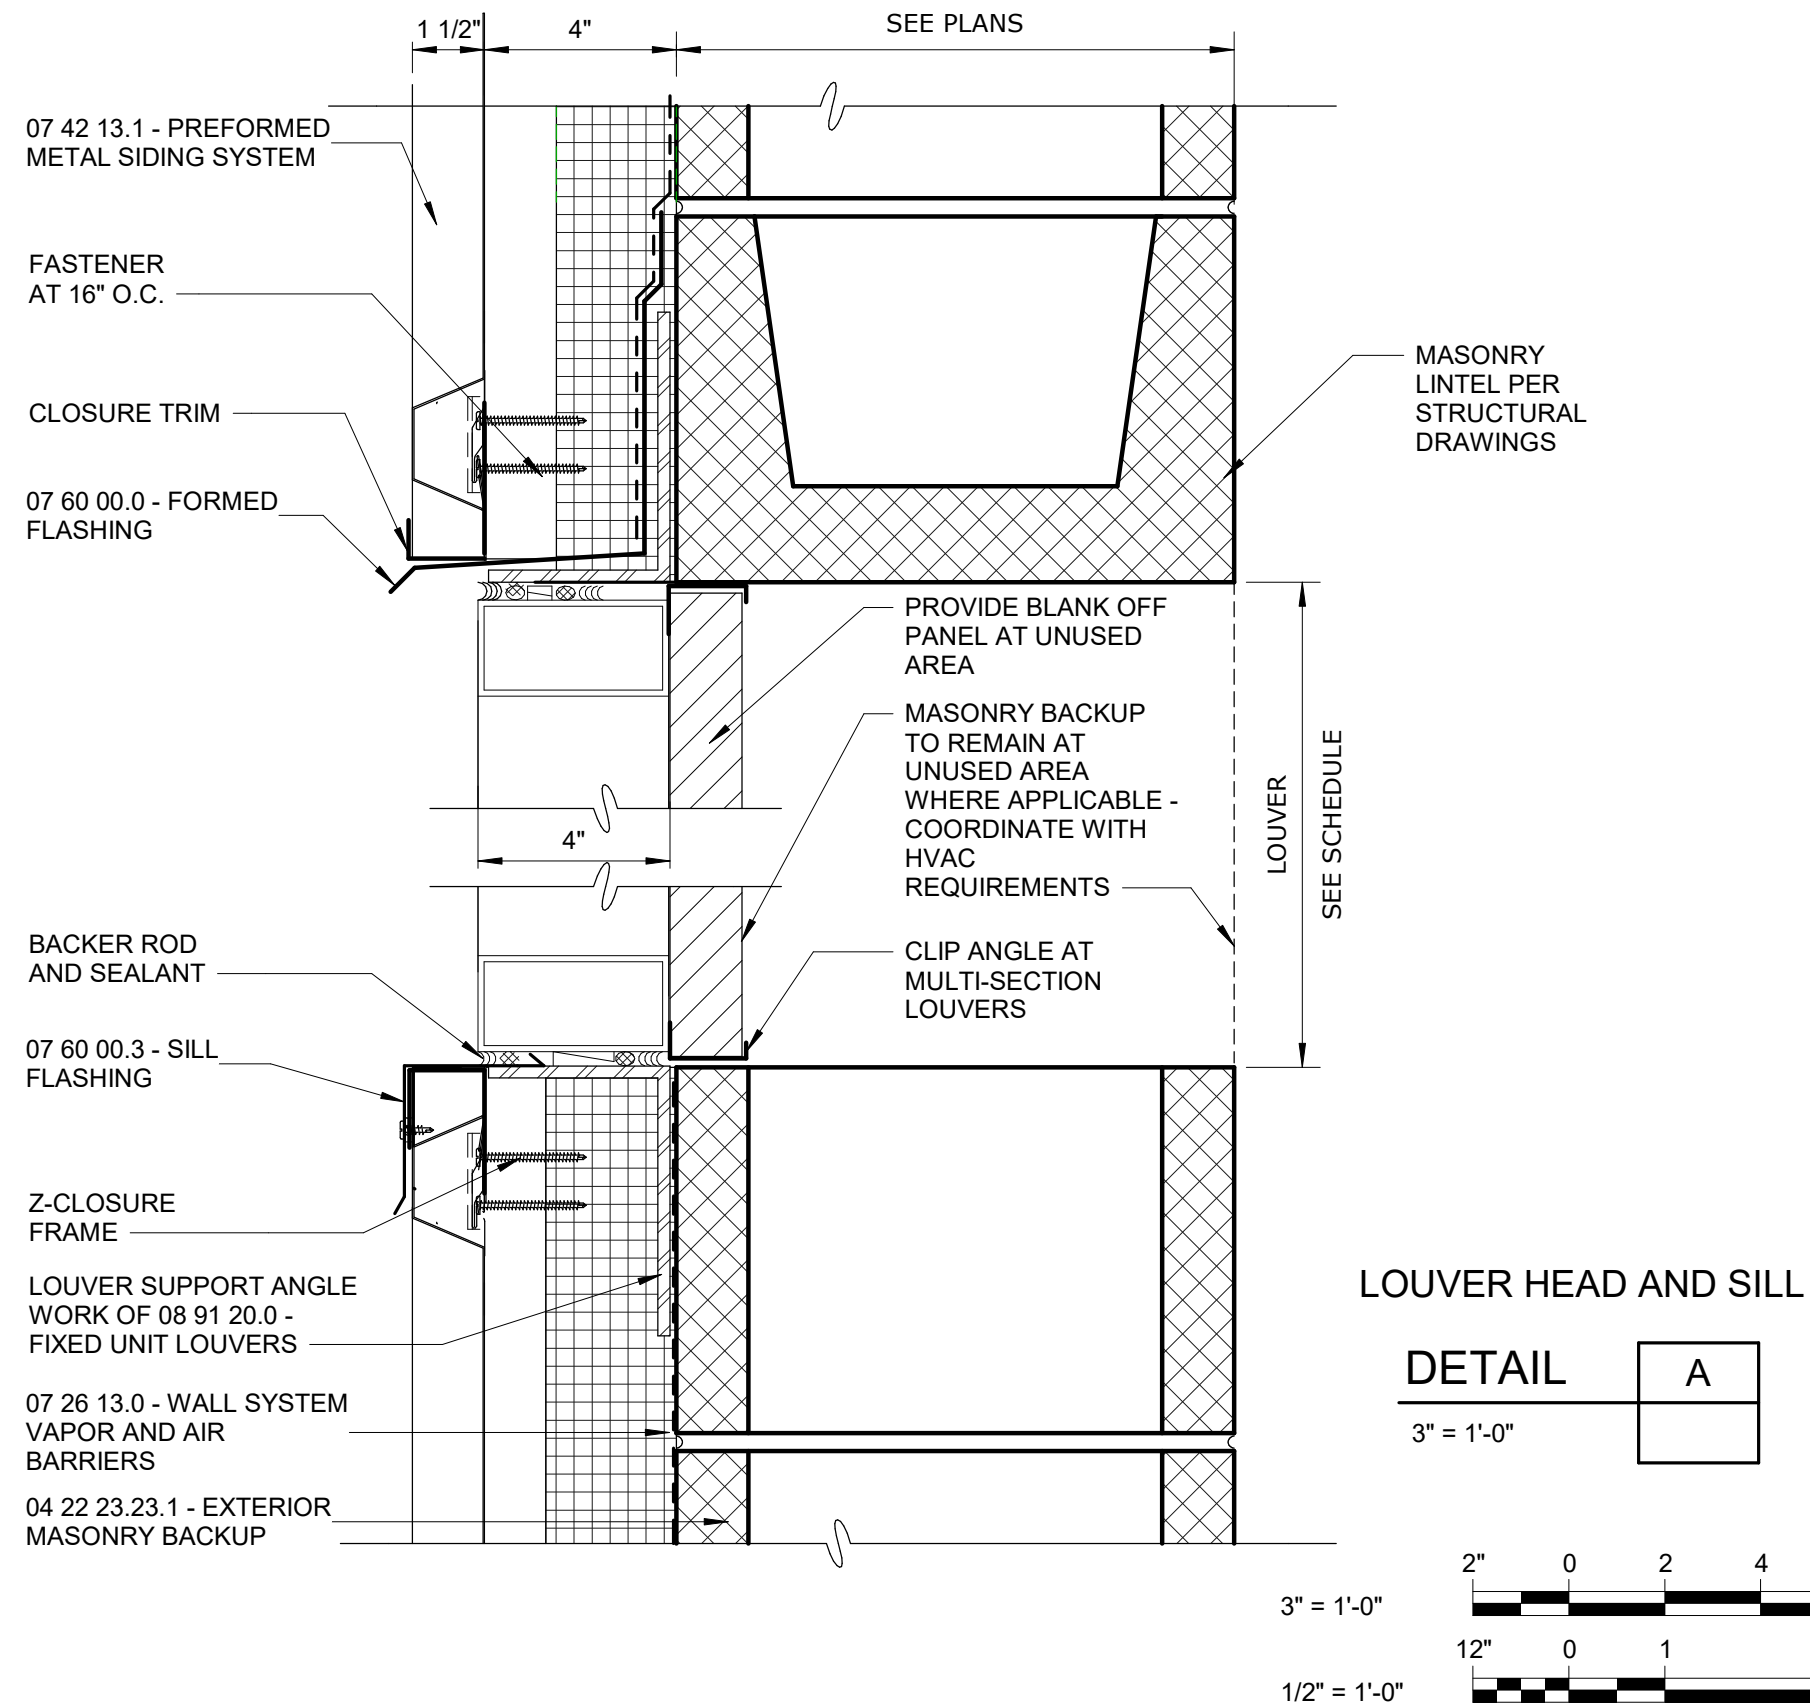 1 1/2"
4"
SEE PLANS
07 42 13.1 - PREFORMED
METAL SIDING SYSTEM
FASTENER
AT 16" O.C.
CLOSURE TRIM
07 60 00.0 - FORMED
FLASHING
MASONRY
LINTEL PER
STRUCTURAL
DRAWINGS
PROVIDE BLANK OFF
PANEL AT UNUSED
AREA
MASONRY BACKUP
TO REMAIN AT
UNUSED AREA
WHERE APPLICABLE -
COORDINATE WITH
HVAC
REQUIREMENTS
4"
LOUVER
SEE SCHEDULE
BACKER ROD
AND SEALANT
CLIP ANGLE AT
MULTI-SECTION
LOUVERS
07 60 00.3 - SILL
FLASHING
Z-CLOSURE
FRAME
LOUVER SUPPORT ANGLE
WORK OF 08 91 20.0 -
FIXED UNIT LOUVERS
07 26 13.0 - WALL SYSTEM
VAPOR AND AIR
BARRIERS
04 22 23.23.1 - EXTERIOR
MASONRY BACKUP
LOUVER HEAD AND SILL
DETAIL
A
3" = 1'-0"
2" 0 2 4
3" = 1'-0"
12" 0 1
1/2" = 1'-0"